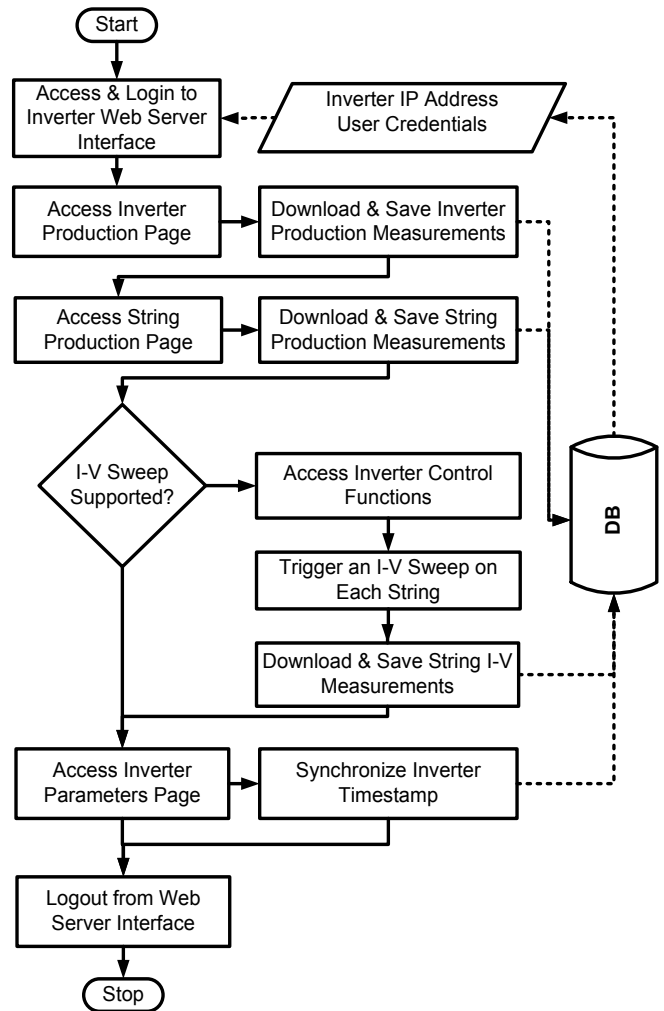 Start
Access & Login to
Inverter Web Server
Interface
Inverter IP Address
User Credentials
Access Inverter
Production Page
Download & Save Inverter
Production Measurements
Access String
Production Page
Download & Save String
Production Measurements
I-V Sweep
Supported?
Access Inverter Control
Functions
DB
Trigger an I-V Sweep on
Each String
Download & Save String I-V
Measurements
Access Inverter
Parameters Page
Synchronize Inverter
Timestamp
Logout from Web
Server Interface
Stop